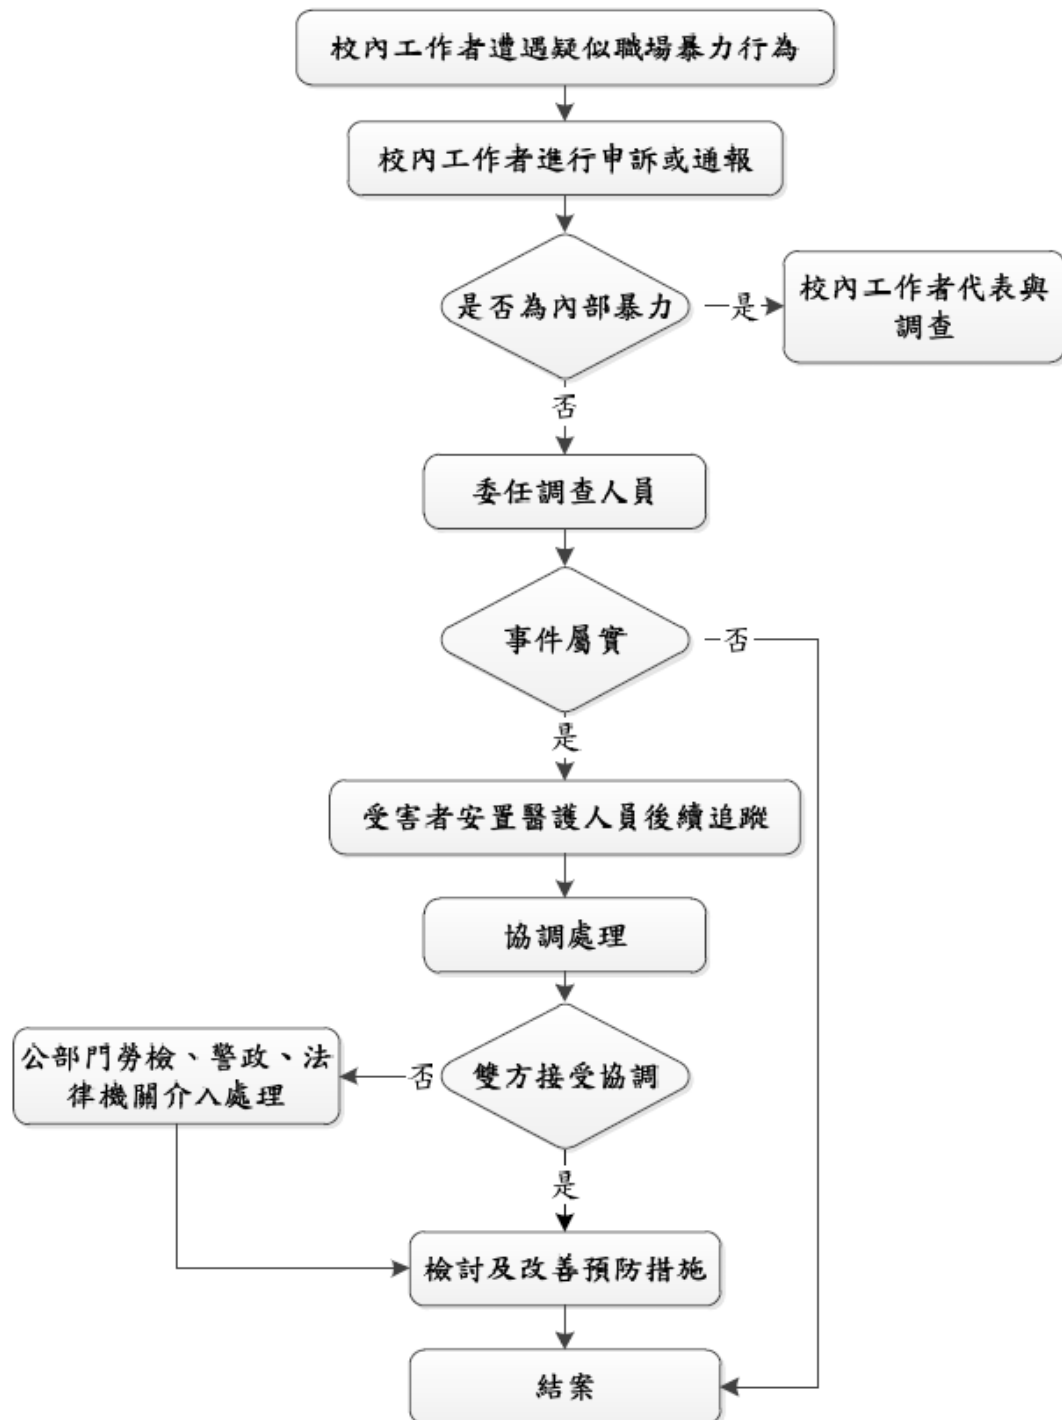 校內工作者遭遇疑似職場暴力行為
校內工作者進行申訴或通報
是否為內部暴力
是
校內工作者代表與
調查
否
委任調查人員
事件屬實
否
是
受害者安置醫護人員後續追蹤
協調處理
雙方接受協調
否
公部門勞檢、警政、法
律機關介入處理
是
檢討及改善預防措施
結案